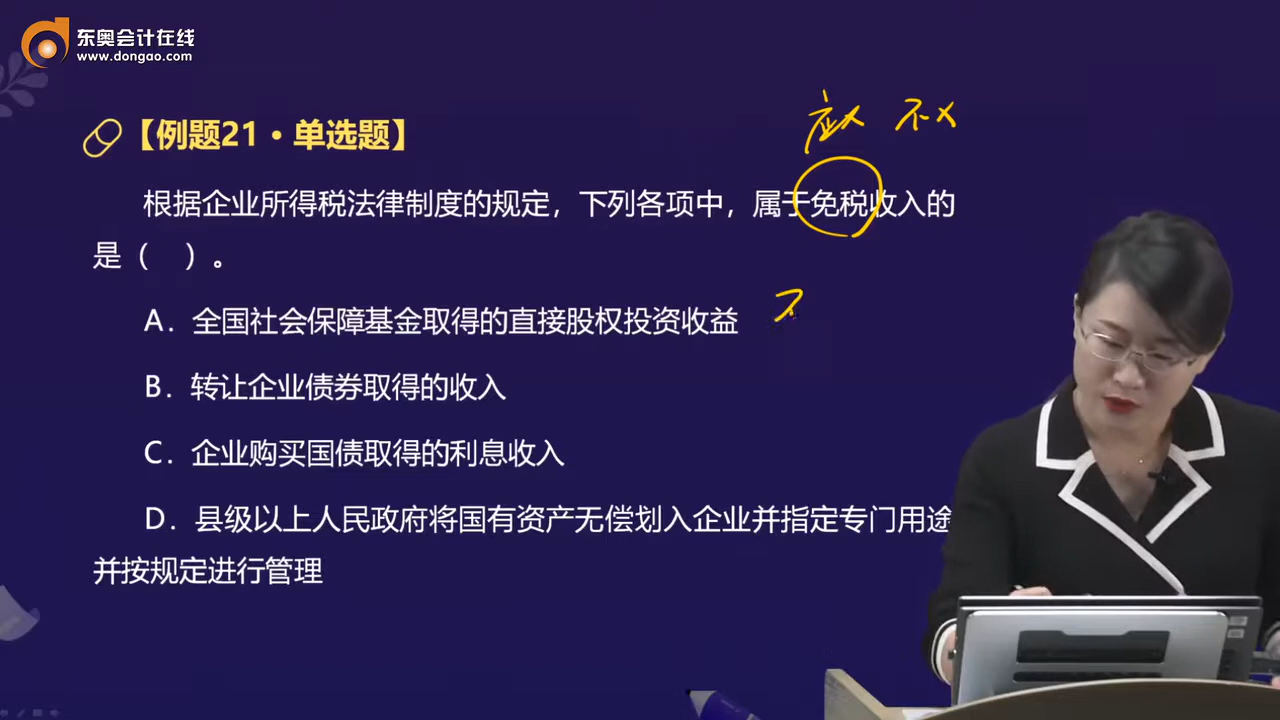 东奥会计在线
www.dongao.com
应 不
【例题21·单选题】
根据企业所得税法律制度的规定，下列各项中，属于免税收入的
是（ ）。
A. 全国社会保障基金取得的直接股权投资收益 不
B. 转让企业债券取得的收入
C. 企业购买国债取得的利息收入
D. 县级以上人民政府将国有资产无偿划入企业并指定专门用途
并按规定进行管理